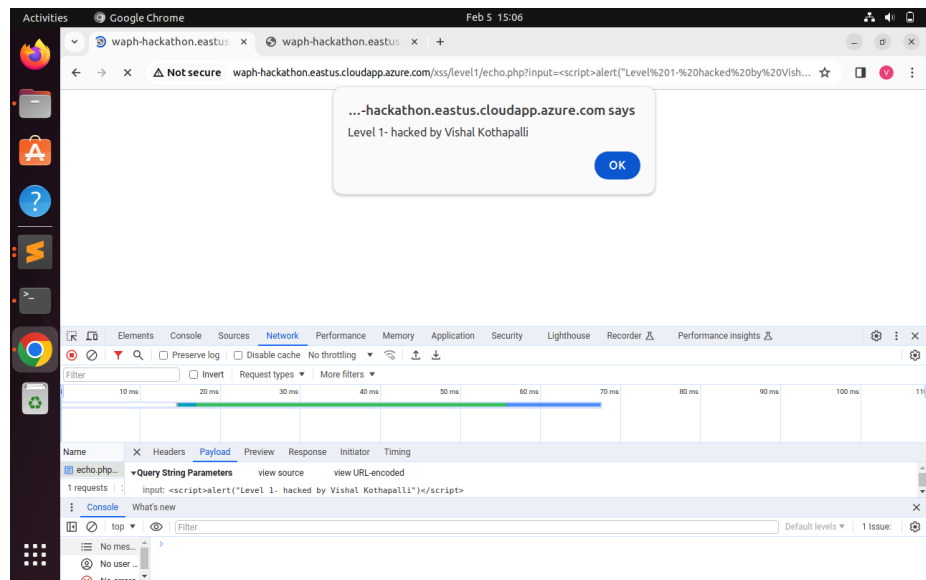 Activities
Google Chrome
Feb 5 15:06
waph-hackathon.eastus
waph-hackathon.eastus
Not secure
waph-hackathon.eastus.cloudapp.azure.com/xss/level1/echo.php?input=<script>alert("Level%201-%20hacked%20by%20Vish...
V
...-hackathon.eastus.cloudapp.azure.com says
Level 1- hacked by Vishal Kothapalli
OK
Elements Console Sources Network Performance Memory Application Security Lighthouse Recorder Performance insights
Preserve log Disable cache No throttling
Filter Invert Request types More filters
10 ms 20 ms 30 ms 40 ms 50 ms 60 ms 70 ms 80 ms 90 ms 100 ms 110
Name Headers Payload Preview Response Initiator Timing
echo.php... Query String Parameters view source view URL-encoded
1 requests input: <script>alert("Level 1- hacked by Vishal Kothapalli")</script>
Console What's new
top Filter Default levels 1 Issue:
No mes...
No user ...
No errors